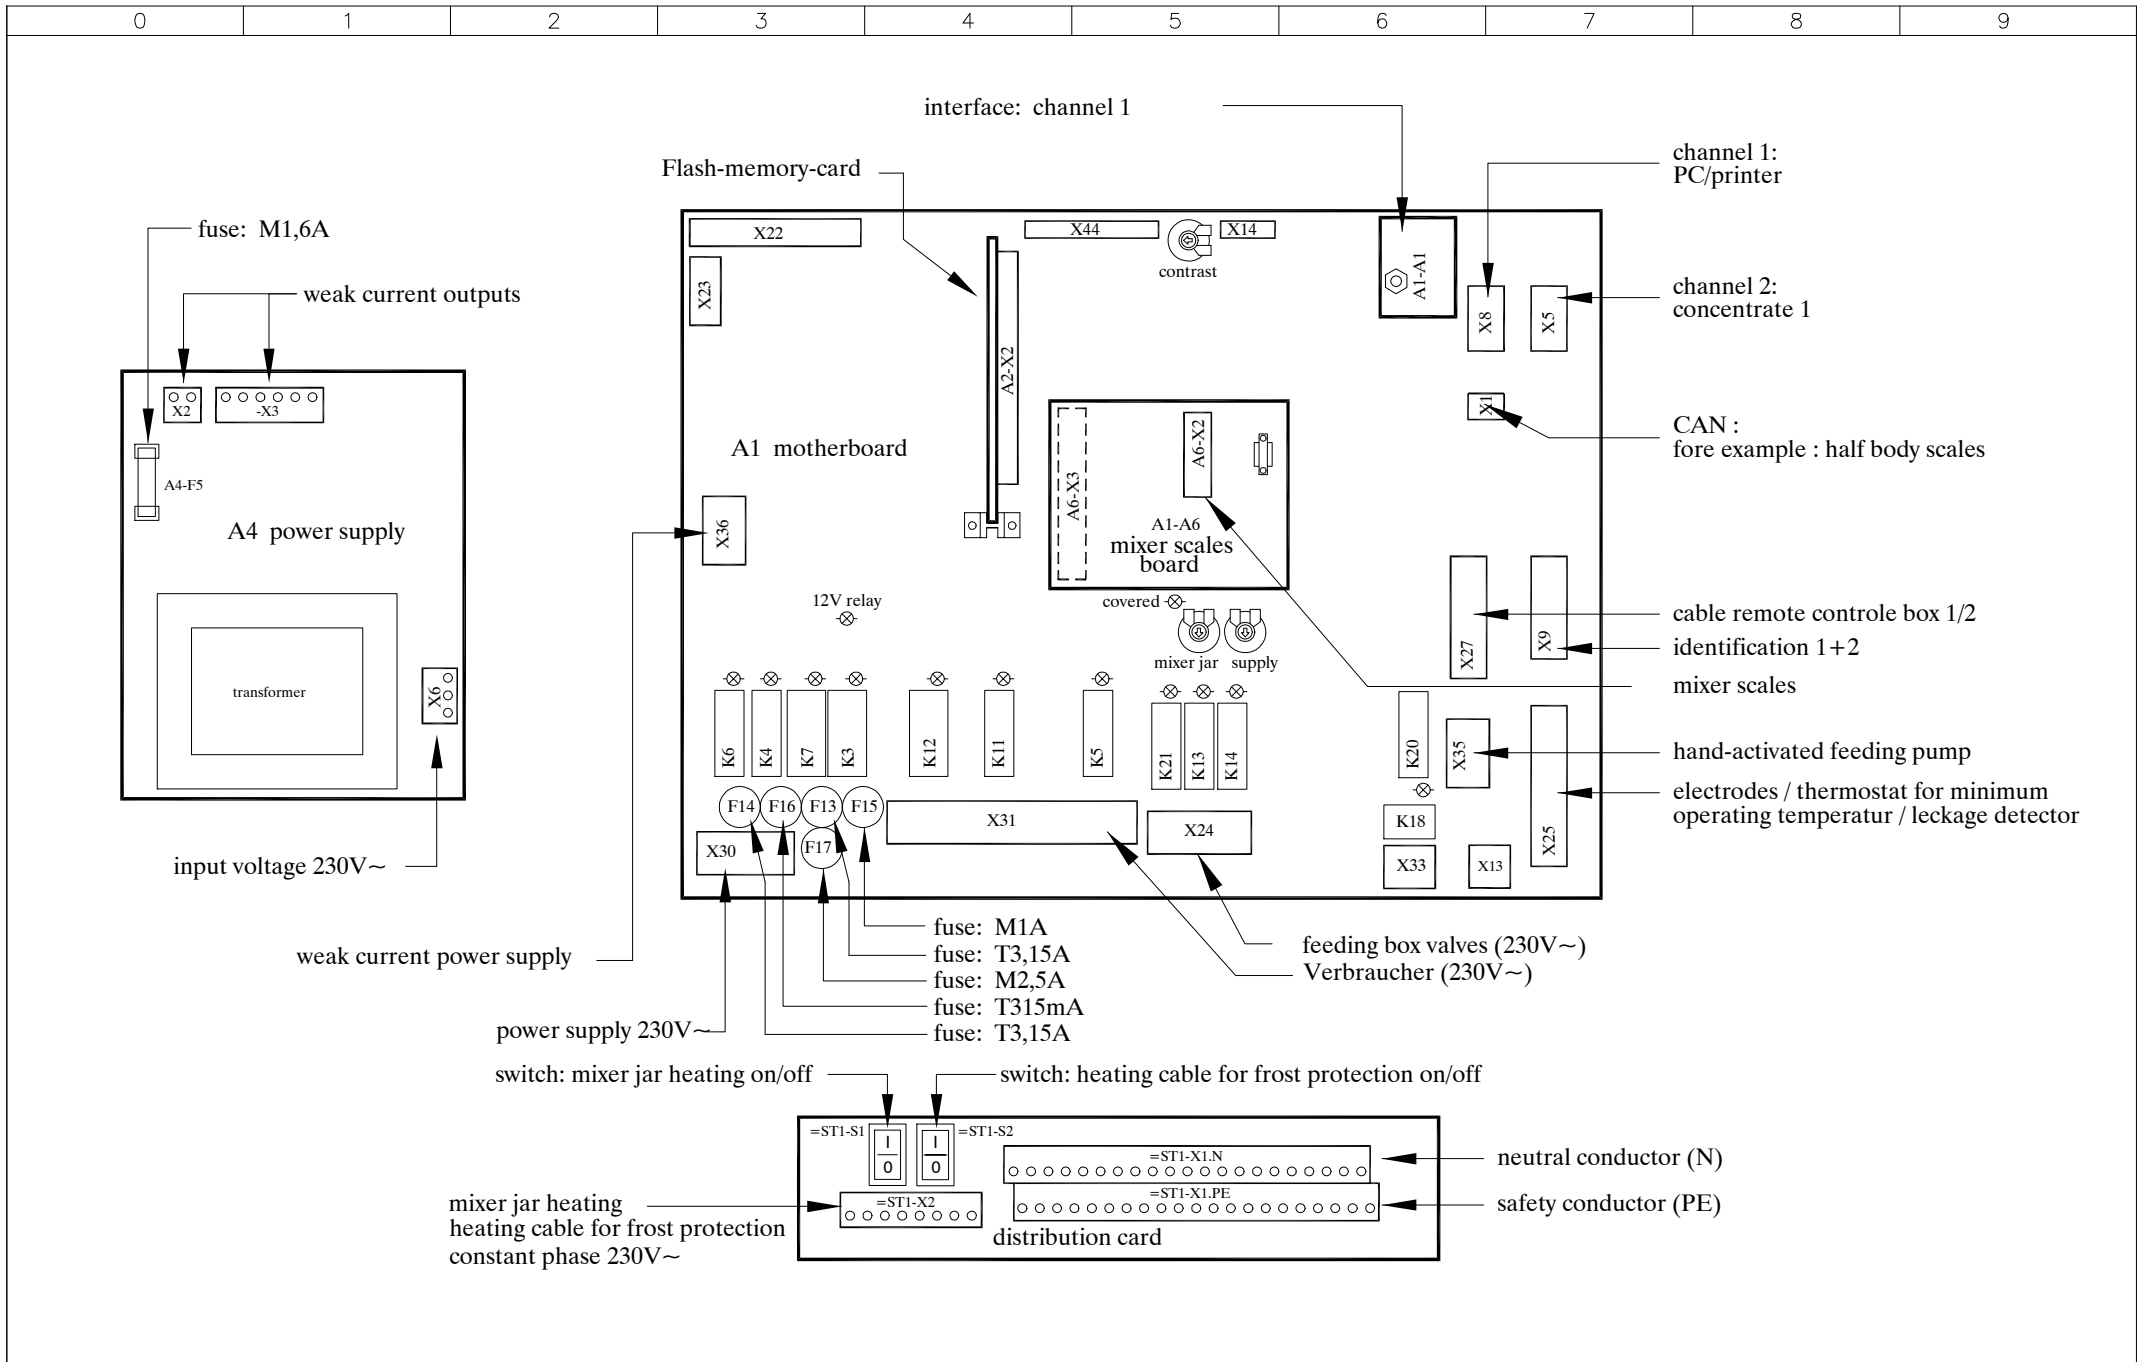 0 1 2 3 4 5 6 7 8 9
interface: channel 1
channel 1:
PC/printer
Flash-memory-card
fuse: M1,6A
X22
X44
X14
contrast
A1-A1
X23
weak current outputs
channel 2:
concentrate 1
X8
X5
A2-X2
X2
-X3
X1
CAN :
fore example : half body scales
A6-X2
A6-X3
A1 motherboard
A4-F5
A4 power supply
X36
A1-A6
mixer scales
board
12V relay
covered
cable remote controle box 1/2
X27
X9
identification 1+2
mixer jar
supply
mixer scales
transformer
X6
K6
K4
K7
K3
K12
K11
K5
K21
K13
K14
K20
X35
hand-activated feeding pump
electrodes / thermostat for minimum
operating temperatur / leckage detector
F14
F16
F13
F15
X31
X24
K18
X25
X30
F17
X33
X13
input voltage 230V~
fuse: M1A
feeding box valves (230V~)
weak current power supply
fuse: T3,15A
Verbraucher (230V~)
fuse: M2,5A
fuse: T315mA
power supply 230V~
fuse: T3,15A
switch: mixer jar heating on/off
switch: heating cable for frost protection on/off
=ST1-S1
I
0
I
0
=ST1-S2
=ST1-X1.N
neutral conductor (N)
=ST1-X1.PE
safety conductor (PE)
=ST1-X2
mixer jar heating
heating cable for frost protection
constant phase 230V~
distribution card